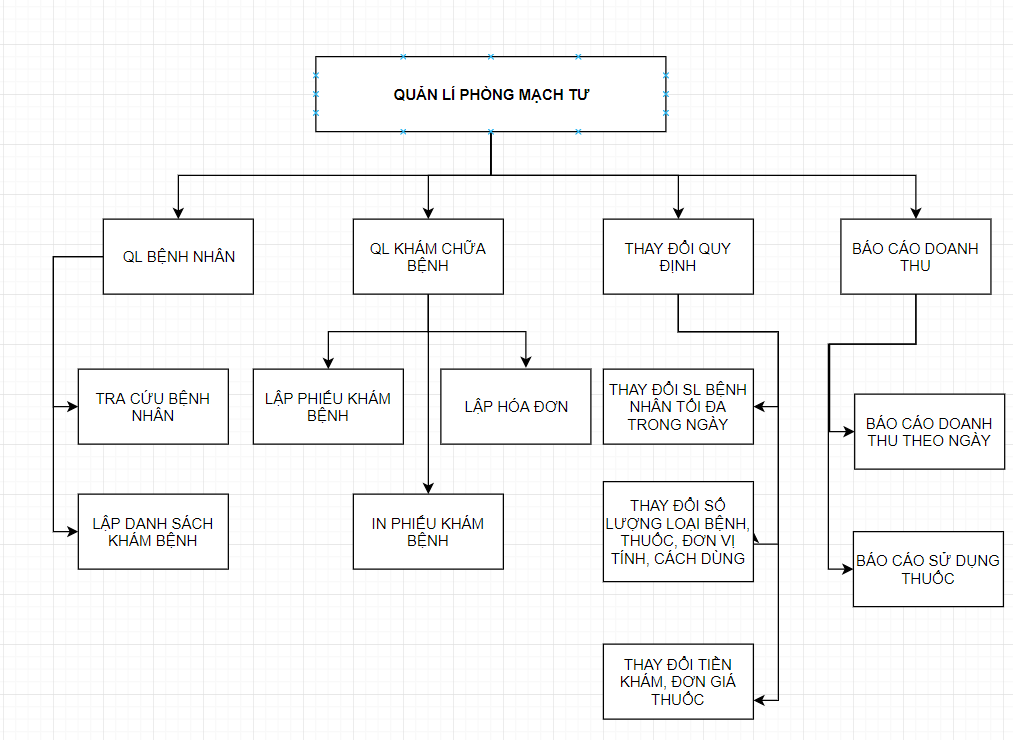 QUẢN LÍ PHÒNG MẠCH TƯ
QL BỆNH NHÂN
QL KHÁM CHỮA
BỆNH
THAY ĐỔI QUY
ĐỊNH
BÁO CÁO DOANH
THU
TRA CỨU BỆNH
NHÂN
LẬP PHIẾU KHÁM
BỆNH
LẬP HÓA ĐƠN
THAY ĐỔI SL BỆNH
NHÂN TỐI ĐA
TRONG NGÀY
BÁO CÁO DOANH
THU THEO NGÀY
LẬP DANH SÁCH
KHÁM BỆNH
IN PHIẾU KHÁM
BỆNH
THAY ĐỔI SỐ
LƯỢNG LOẠI BỆNH,
THUỐC, ĐƠN VỊ
TÍNH, CÁCH DÙNG
BÁO CÁO SỬ DỤNG
THUỐC
THAY ĐỔI TIỀN
KHÁM, ĐƠN GIÁ
THUỐC